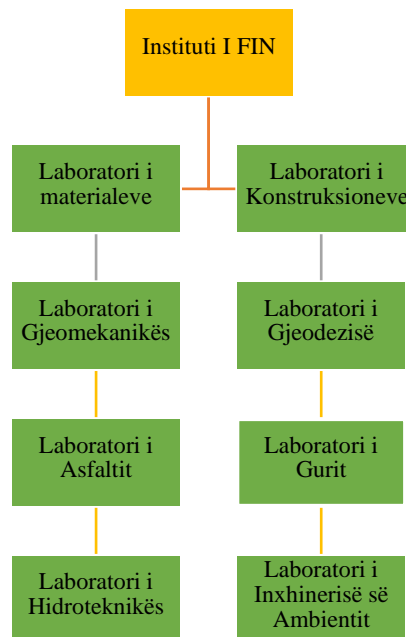 Instituti I FIN
Laboratori i
materialeve
Laboratori i
Konstruksioneve
Laboratori i
Gjeomekanikës
Laboratori i
Gjeodezisë
Laboratori i
Asfaltit
Laboratori i
Gurit
Laboratori i
Hidroteknikës
Laboratori i
Inxhinerisë së
Ambientit